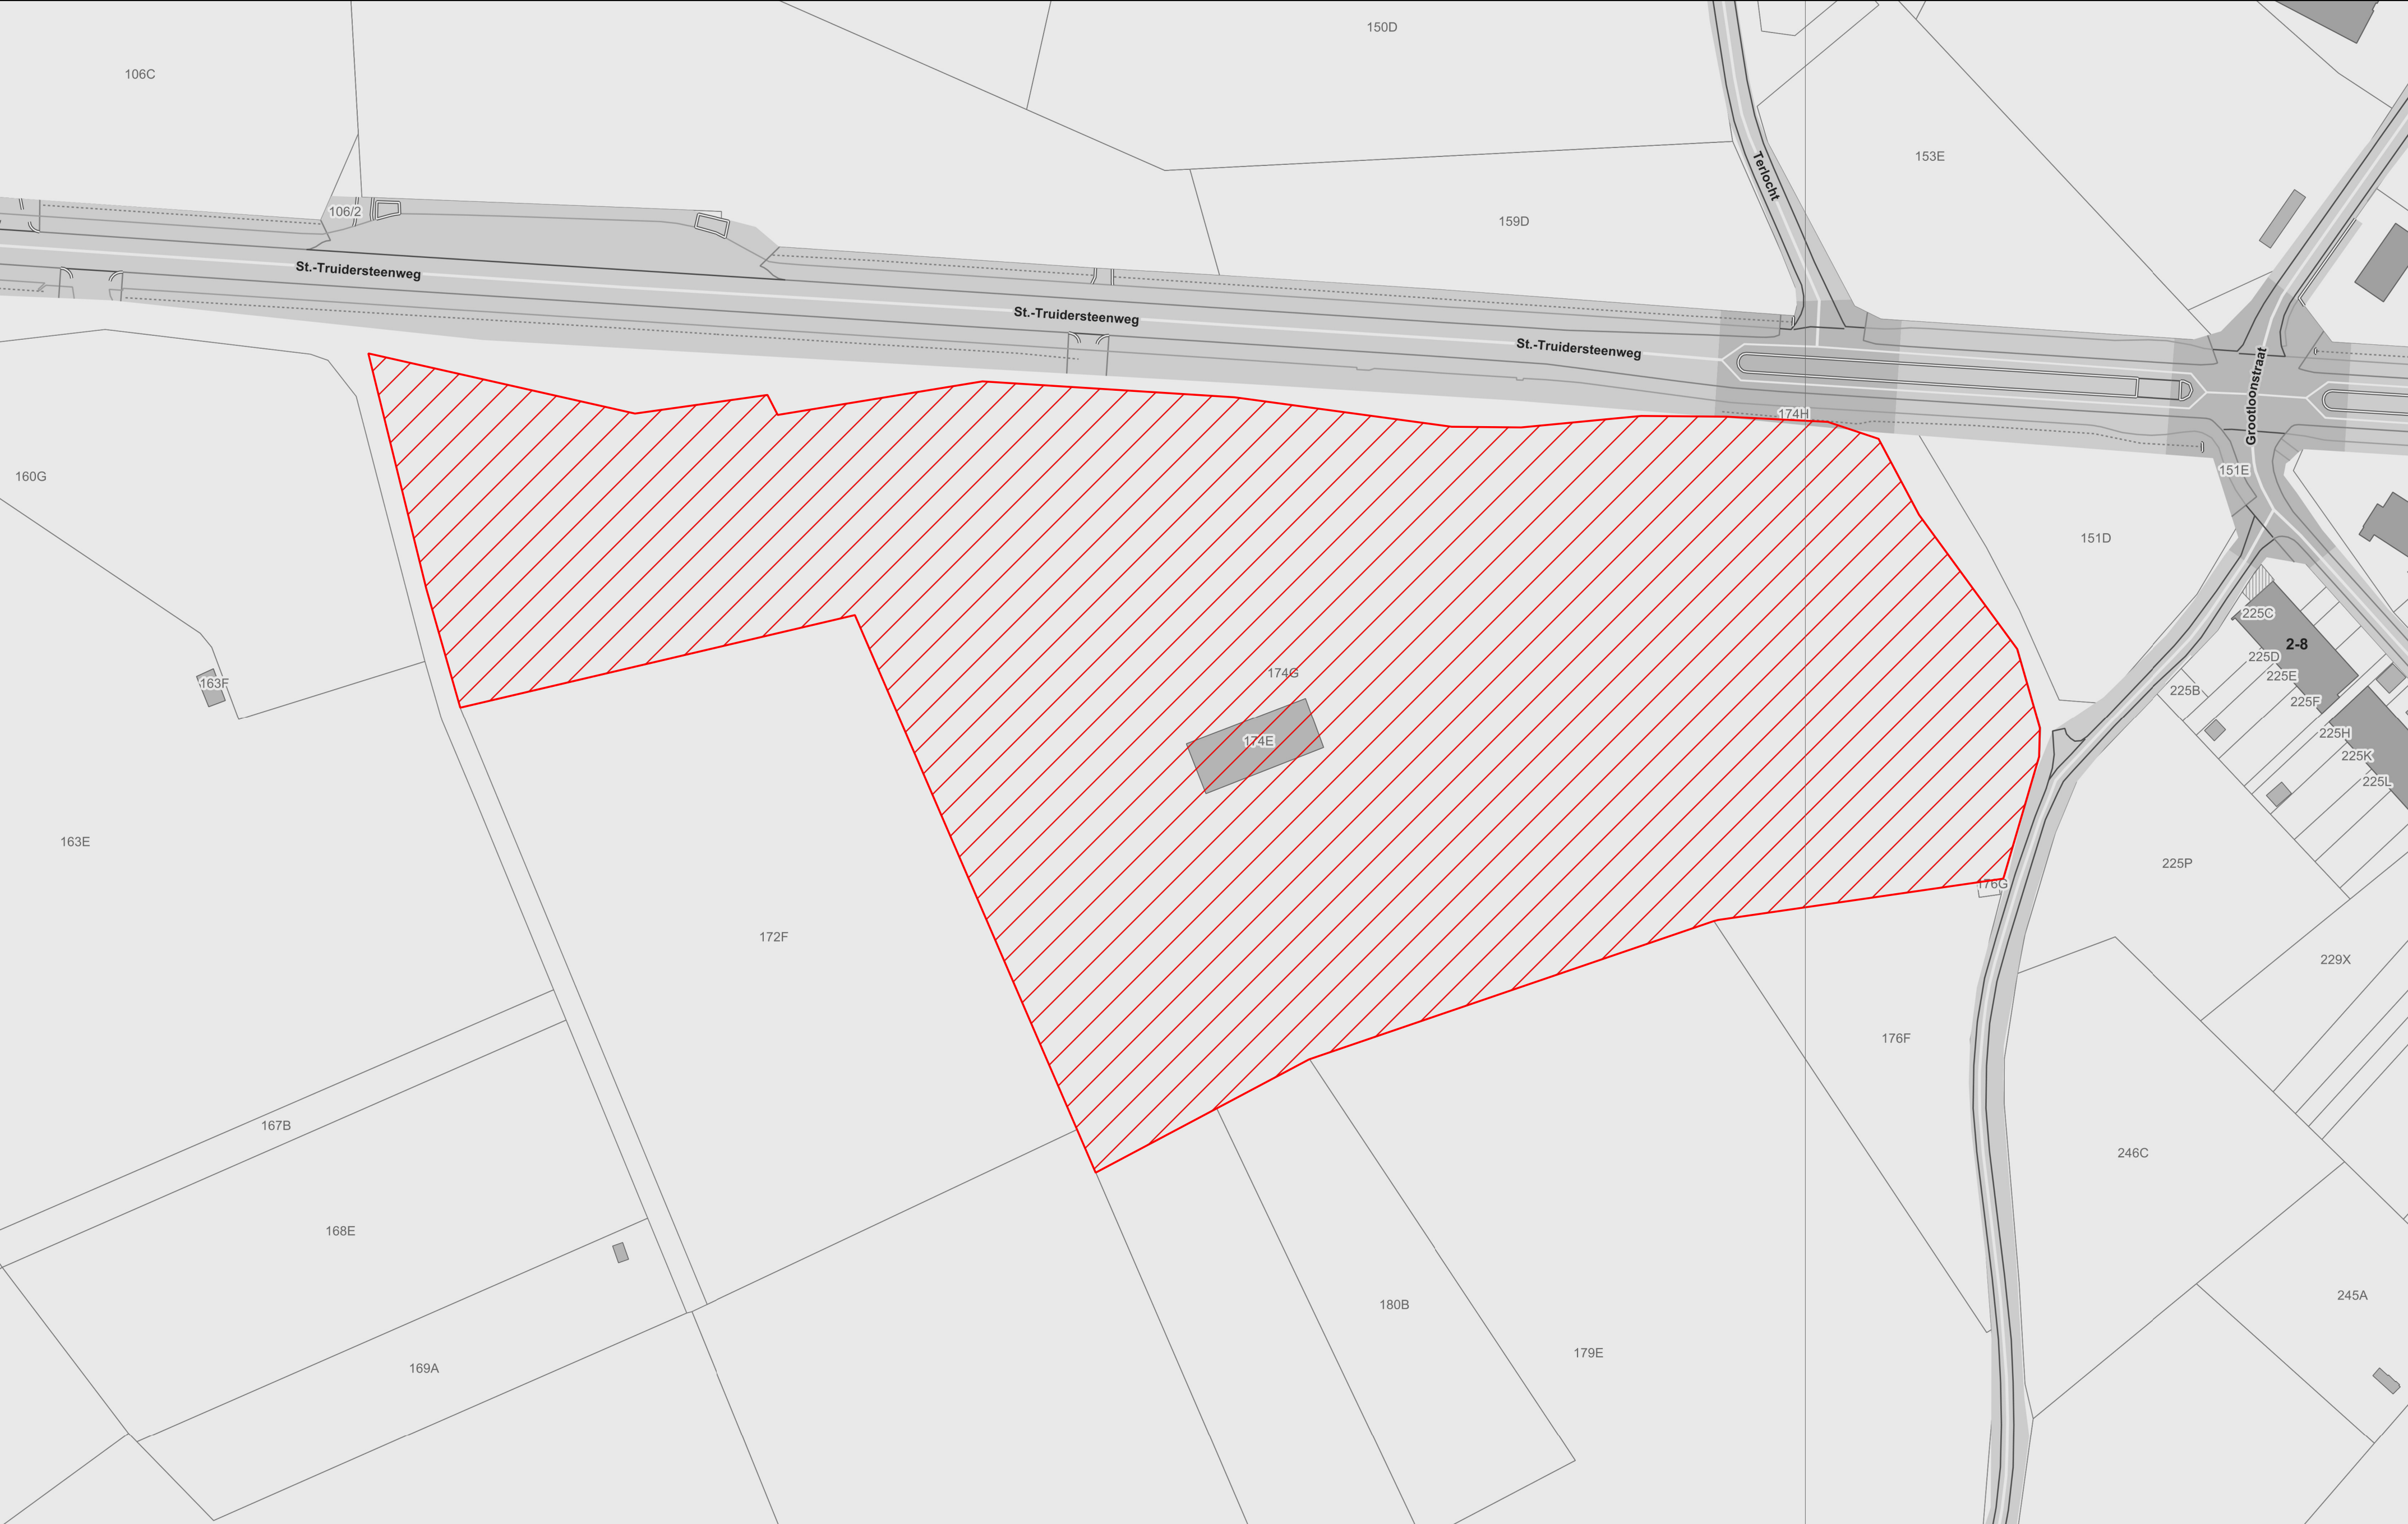 150D
106C
153E
Terlocht
106/2
159D
St.-Truidersteenweg
St.-Truidersteenweg
St.-Truidersteenweg
Grootloonstraat
174H
151E
160G
151D
225C
2-8
225D
174G
225E
163F
225B
225F
225H
174E
225K
225L
163E
225P
176G
172F
229X
176F
167B
246C
168E
245A
180B
179E
169A